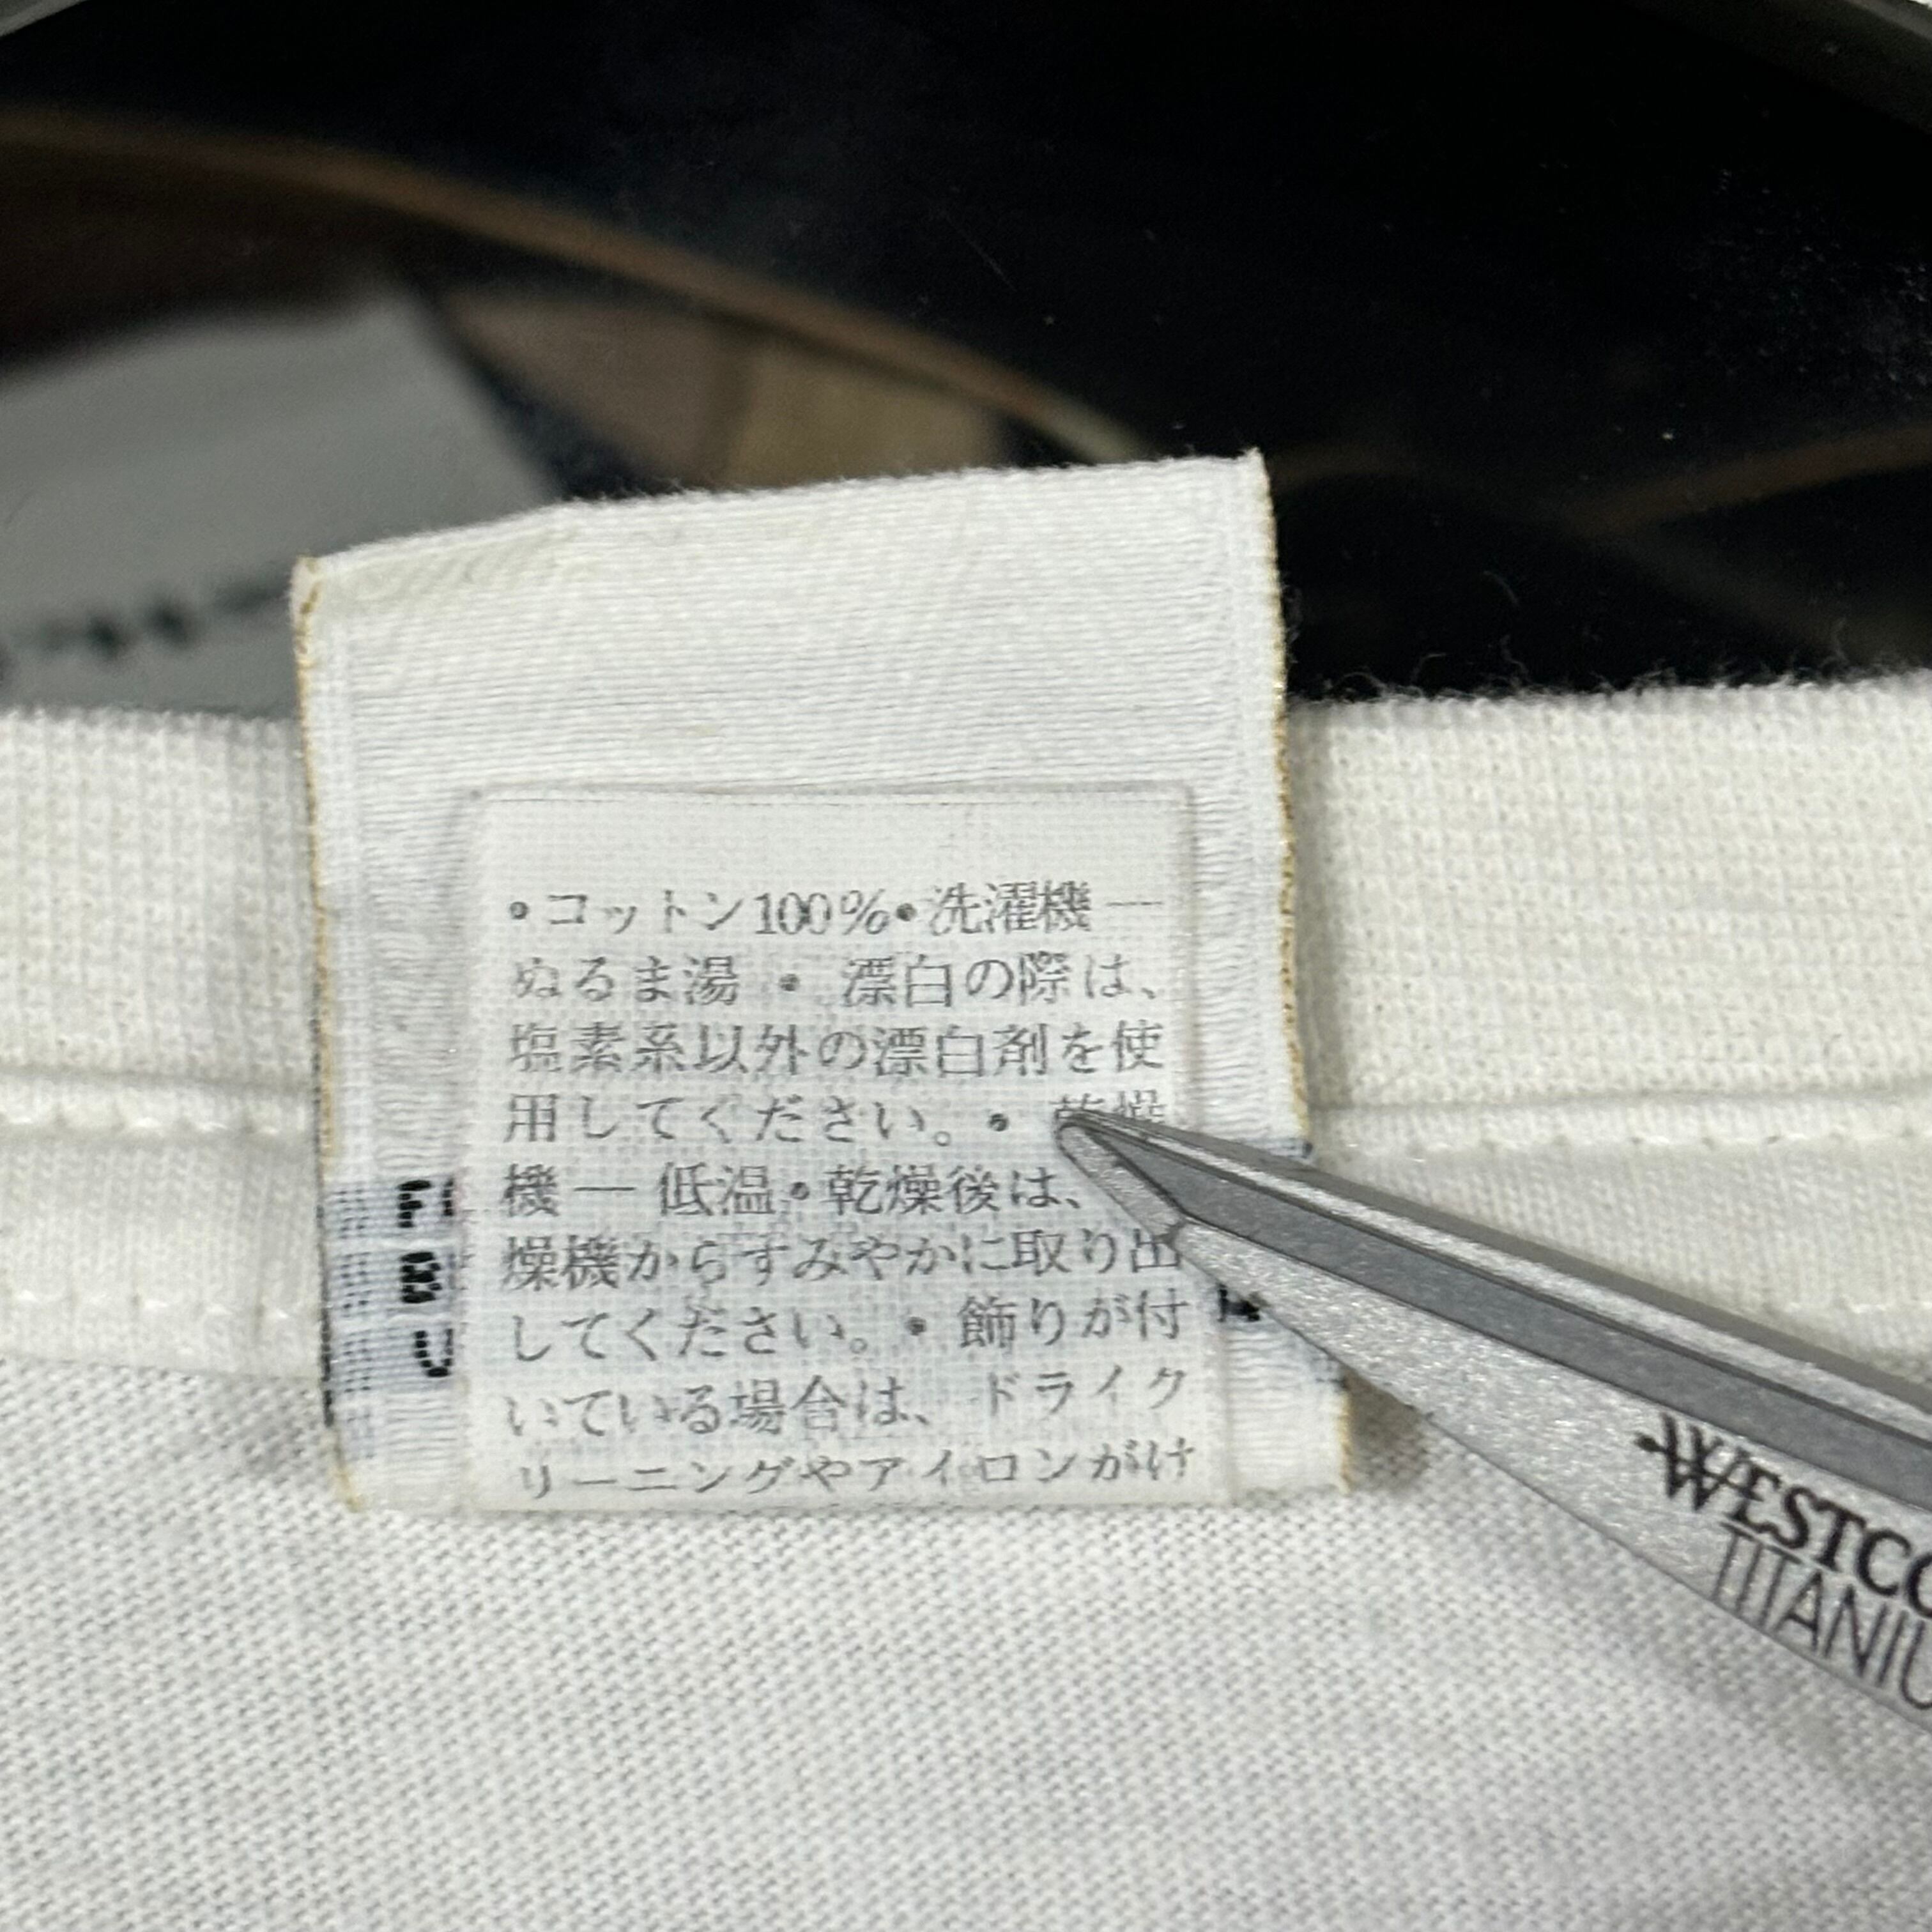 •コットン100%•洗濯機 —
ぬるま湯 • 漂白の際は、
塩素系以外の漂白剤を使
用してください。• 乾燥
機 — 低温•乾燥後は、
燥機からすみやかに取り出
してください。• 飾りが付
いている場合は、ドライク
リーニングやアイロンがけ
WESTCO
TITANIU